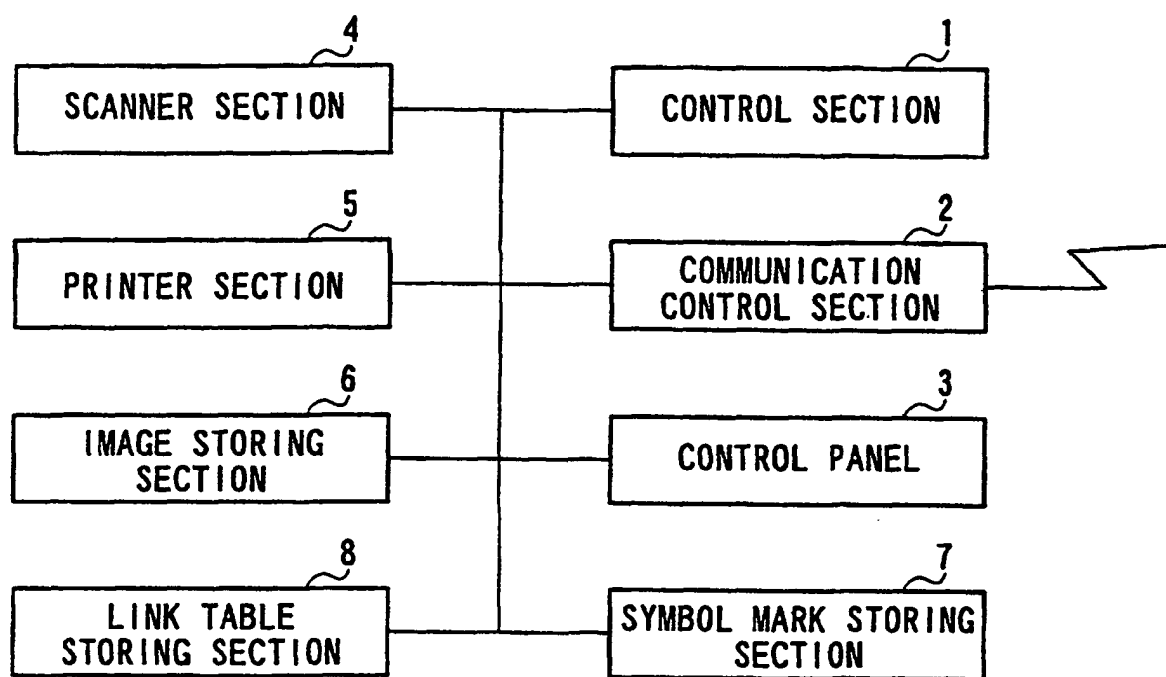 4
SCANNER SECTION
1
CONTROL SECTION
5
PRINTER SECTION
2
COMMUNICATION
CONTROL SECTION
6
IMAGE STORING
SECTION
3
CONTROL PANEL
8
LINK TABLE
STORING SECTION
7
SYMBOL MARK STORING
SECTION